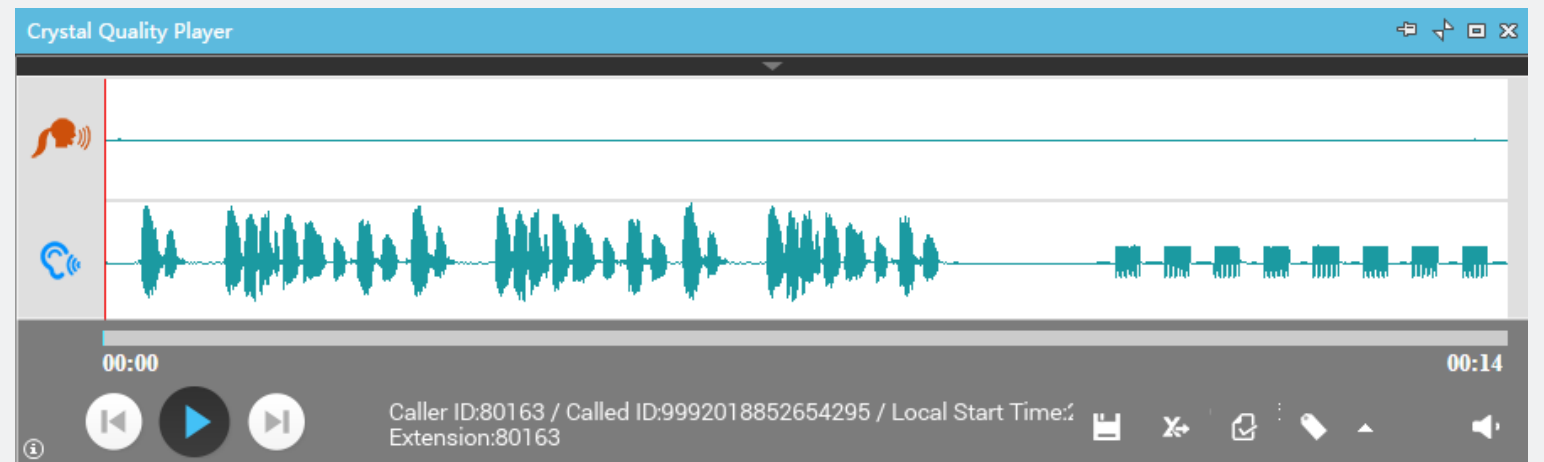 Crystal Quality Player
00:00
00:14
Caller ID:80163 / Called ID:9992018852654295 / Local Start Time:
Extension:80163